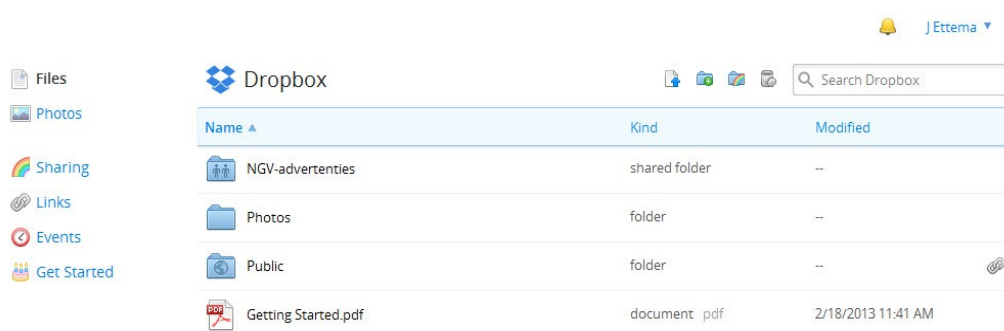 J Ettema
Files
Photos
Sharing
Links
Events
Get Started
Dropbox
Search Dropbox
Name Kind Modified
NGV-advertenties shared folder --
Photos folder --
Public folder --
PDF Getting Started.pdf document pdf 2/18/2013 11:41 AM